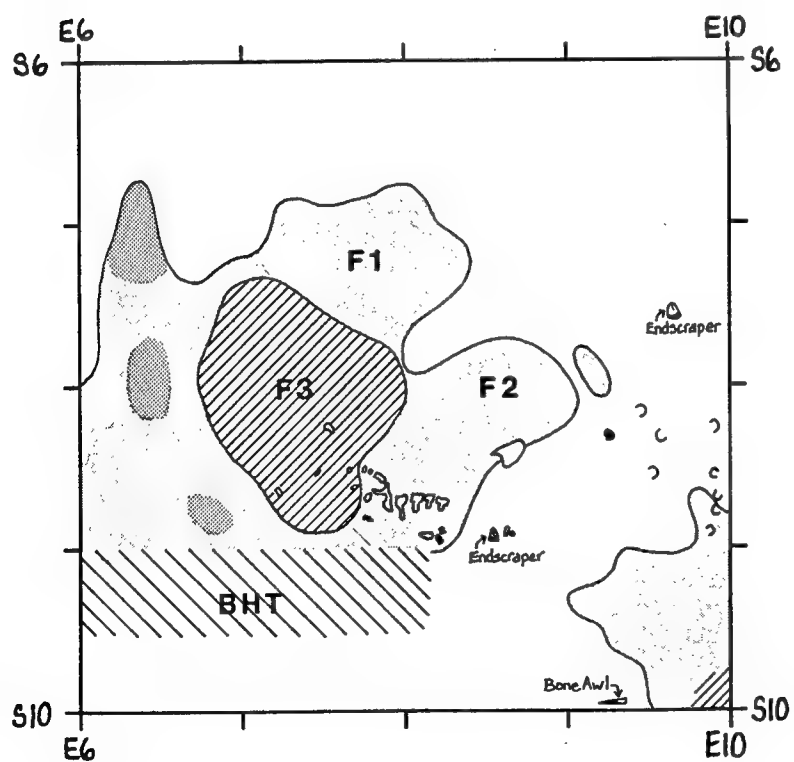 E6 E10
S6 S6
F1
Endscraper
F3 F2
Endscraper
BHT
Bone Awl
S10 S10
E6 E10